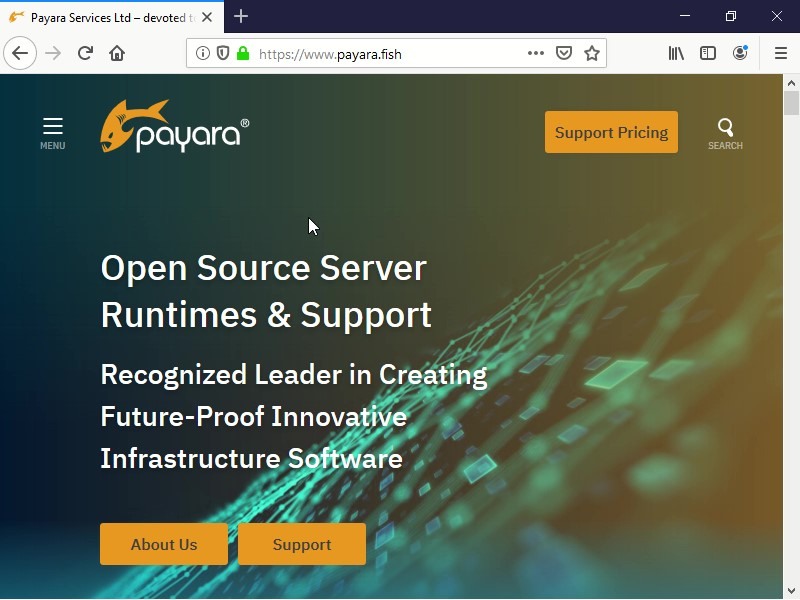 Payara Services Ltd – devoted t
https://www.payara.fish
MENU
payara®
Support Pricing
SEARCH
Open Source Server
Runtimes & Support
Recognized Leader in Creating
Future-Proof Innovative
Infrastructure Software
About Us
Support